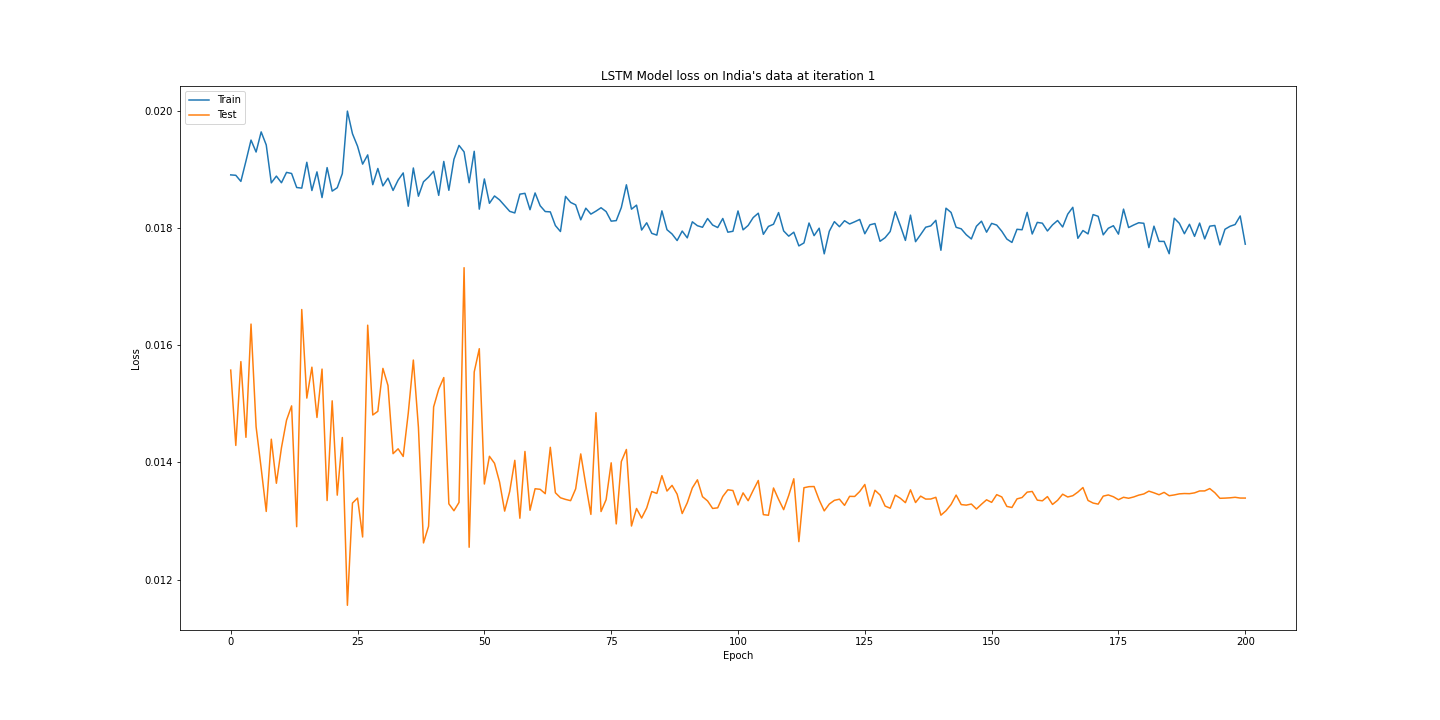 LSTM Model loss on India's data at iteration 1
Train
Test
0.020
0.018
0.016
0.014
0.012
Loss
0 25 50 75 100 125 150 175 200
Epoch